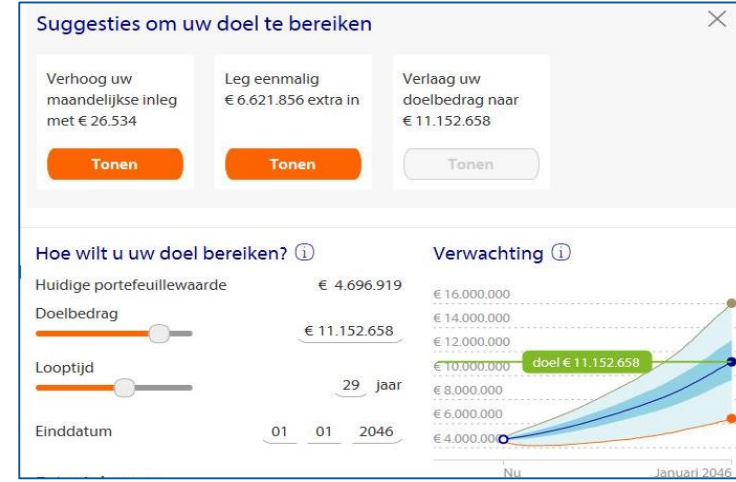 Suggesties om uw doel te bereiken
Verhoog uw
maandelijkse inleg
met € 26.534
Tonen
Leg eenmalig
€ 6.621.856 extra in
Tonen
Verlaag uw
doelbedrag naar
€ 11.152.658
Tonen
Hoe wilt u uw doel bereiken?
Huidige portefeuillewaarde € 4.696.919
Doelbedrag
€ 11.152.658
Looptijd
29 jaar
Einddatum 01 01 2046
Verwachting
€ 16.000.000
€ 14.000.000
€ 12.000.000
€ 10.000.000
doel € 11.152.658
€ 8.000.000
€ 6.000.000
€ 4.000.000
Nu Januari 2046